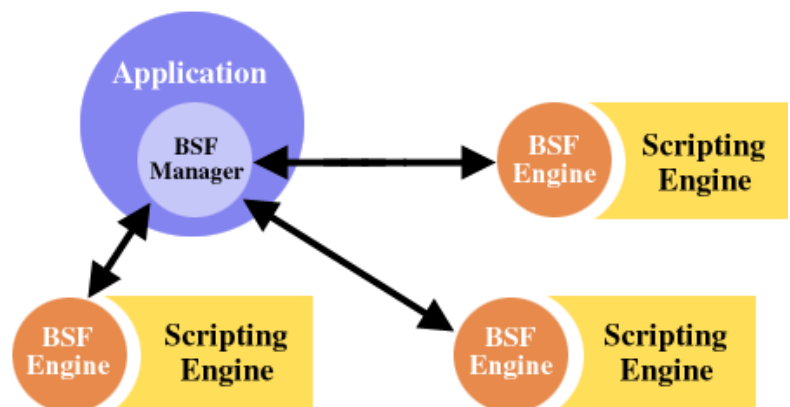 Application
BSF
Manager
BSF
Engine
Scripting
Engine
BSF
Engine
Scripting
Engine
BSF
Engine
Scripting
Engine